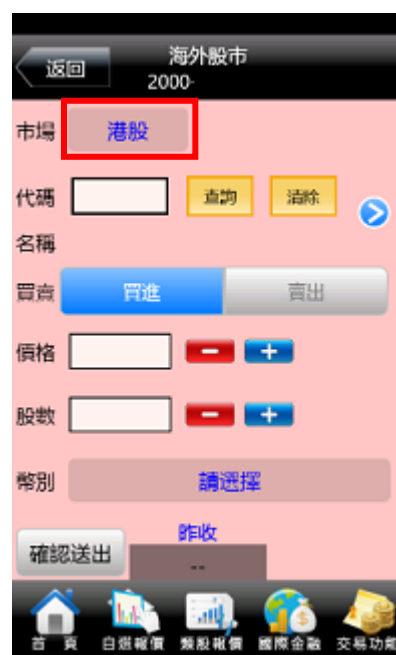 返回
海外股市
2000-
市場 港股
代碼 查詢 清除
名稱
買賣 買進 賣出
價格
股數
幣別 請選擇
昨收
確認送出 --
首頁 自選報價 類股報價 國際金融 交易功能